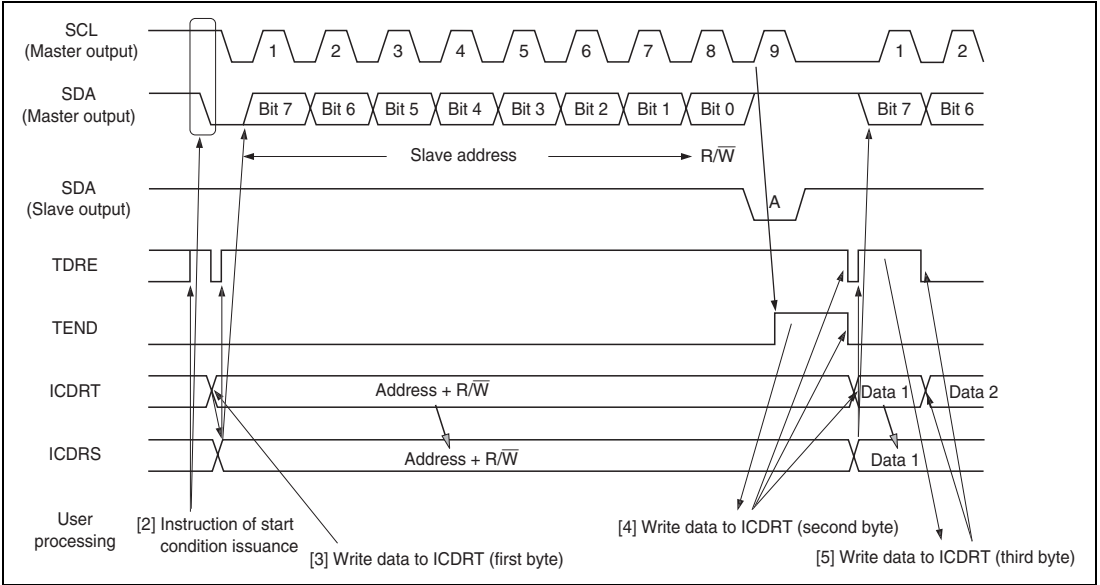 SCL
(Master output)
1 2 3 4 5 6 7 8 9 1 2
SDA
(Master output)
Bit 7 Bit 6 Bit 5 Bit 4 Bit 3 Bit 2 Bit 1 Bit 0 Bit 7 Bit 6
Slave address R/W̅
SDA
(Slave output)
A
TDRE
TEND
ICDRT
Address + R/W̅ Data 1 Data 2
ICDRS
Address + R/W̅ Data 1
User
processing
[2] Instruction of start
condition issuance
[3] Write data to ICDRT (first byte)
[4] Write data to ICDRT (second byte)
[5] Write data to ICDRT (third byte)